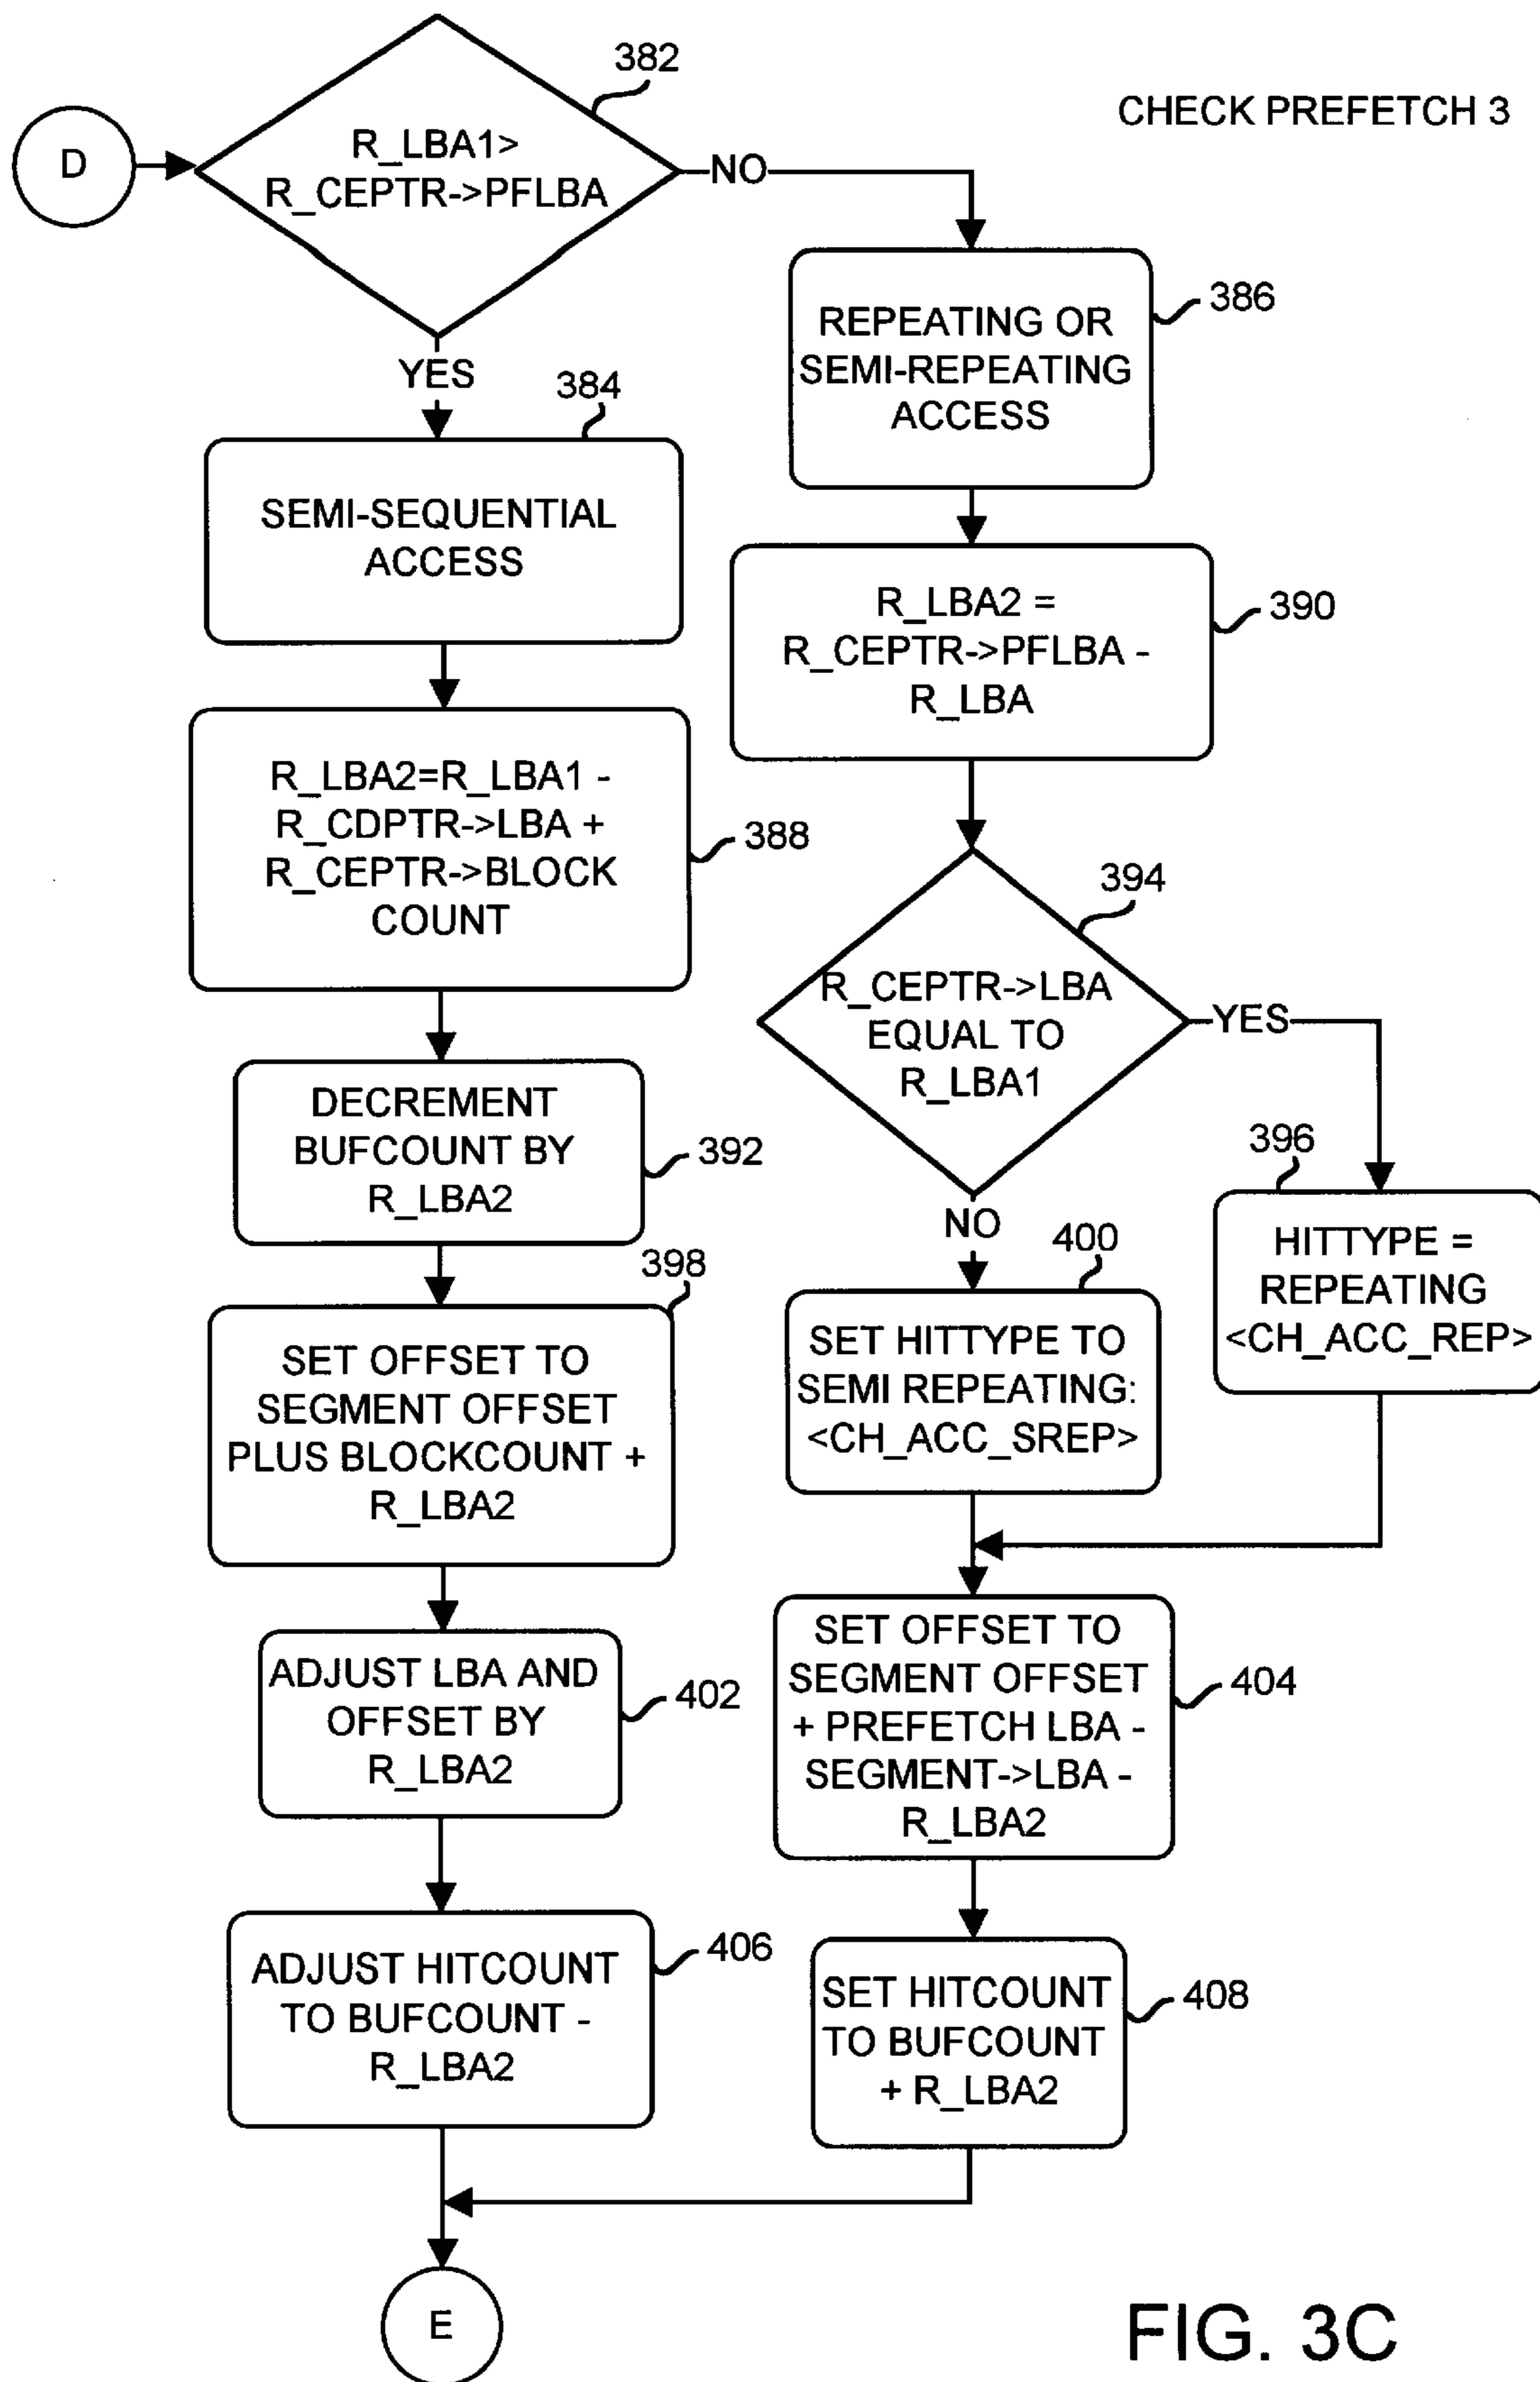 CHECK PREFETCH 3
D
382
R_LBA1>
R_CEPTR->PFLBA
NO
YES
384
SEMI-SEQUENTIAL
ACCESS
386
REPEATING OR
SEMI-REPEATING
ACCESS
388
R_LBA2=R_LBA1 -
R_CDPTR->LBA +
R_CEPTR->BLOCK
COUNT
390
R_LBA2 =
R_CEPTR->PFLBA -
R_LBA
392
DECREMENT
BUFCOUNT BY
R_LBA2
394
R_CEPTR->LBA
EQUAL TO
R_LBA1
YES
NO
396
HITTYPE =
REPEATING
<CH_ACC_REP>
398
SET OFFSET TO
SEGMENT OFFSET
PLUS BLOCKCOUNT +
R_LBA2
400
SET HITTYPE TO
SEMI REPEATING:
<CH_ACC_SREP>
402
ADJUST LBA AND
OFFSET BY
R_LBA2
404
SET OFFSET TO
SEGMENT OFFSET
+ PREFETCH LBA -
SEGMENT->LBA -
R_LBA2
406
ADJUST HITCOUNT
TO BUFCOUNT -
R_LBA2
408
SET HITCOUNT
TO BUFCOUNT
+ R_LBA2
E
FIG. 3C